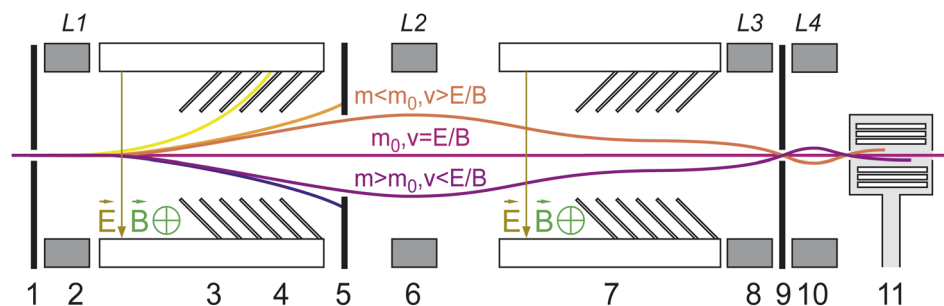 L1 L2 L3 L4
m<m₀,v>E/B
m₀,v=E/B
m>m₀,v<E/B
E⃗ B⃗ E⃗ B⃗
1 2 3 4 5 6 7 8 9 10 11